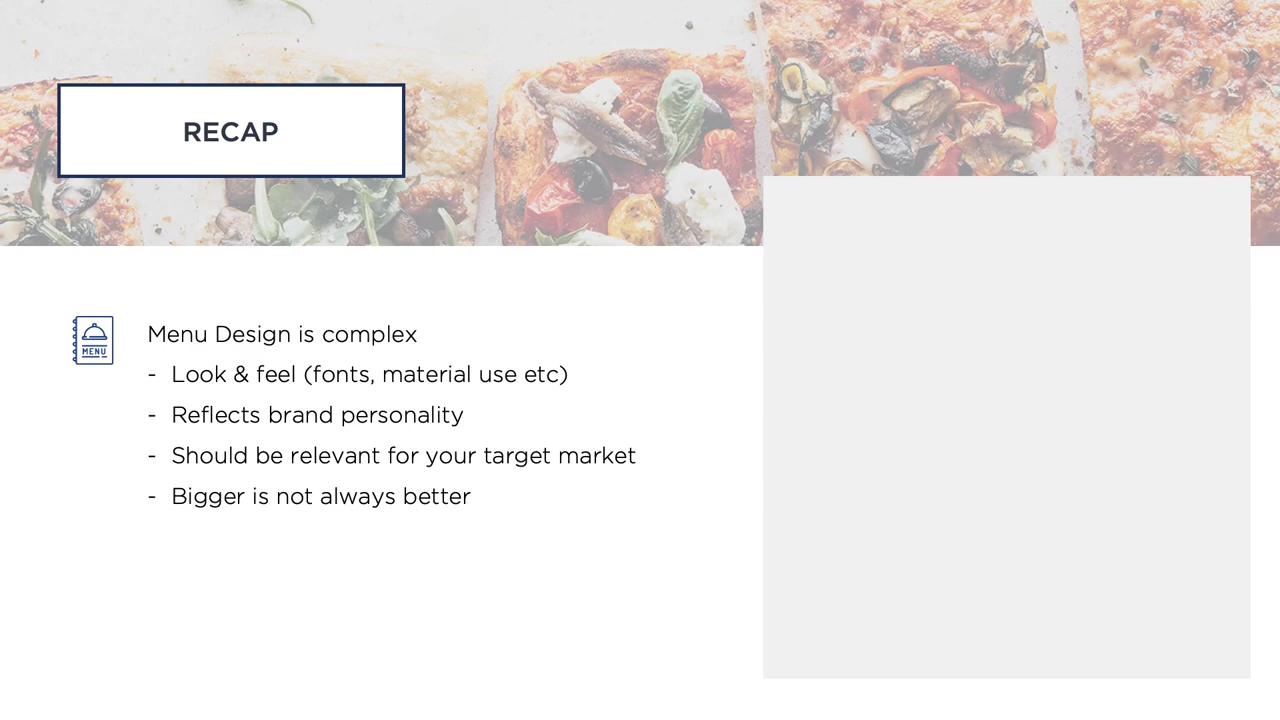 RECAP
MENU
Menu Design is complex
- Look & feel (fonts, material use etc)
- Reflects brand personality
- Should be relevant for your target market
- Bigger is not always better